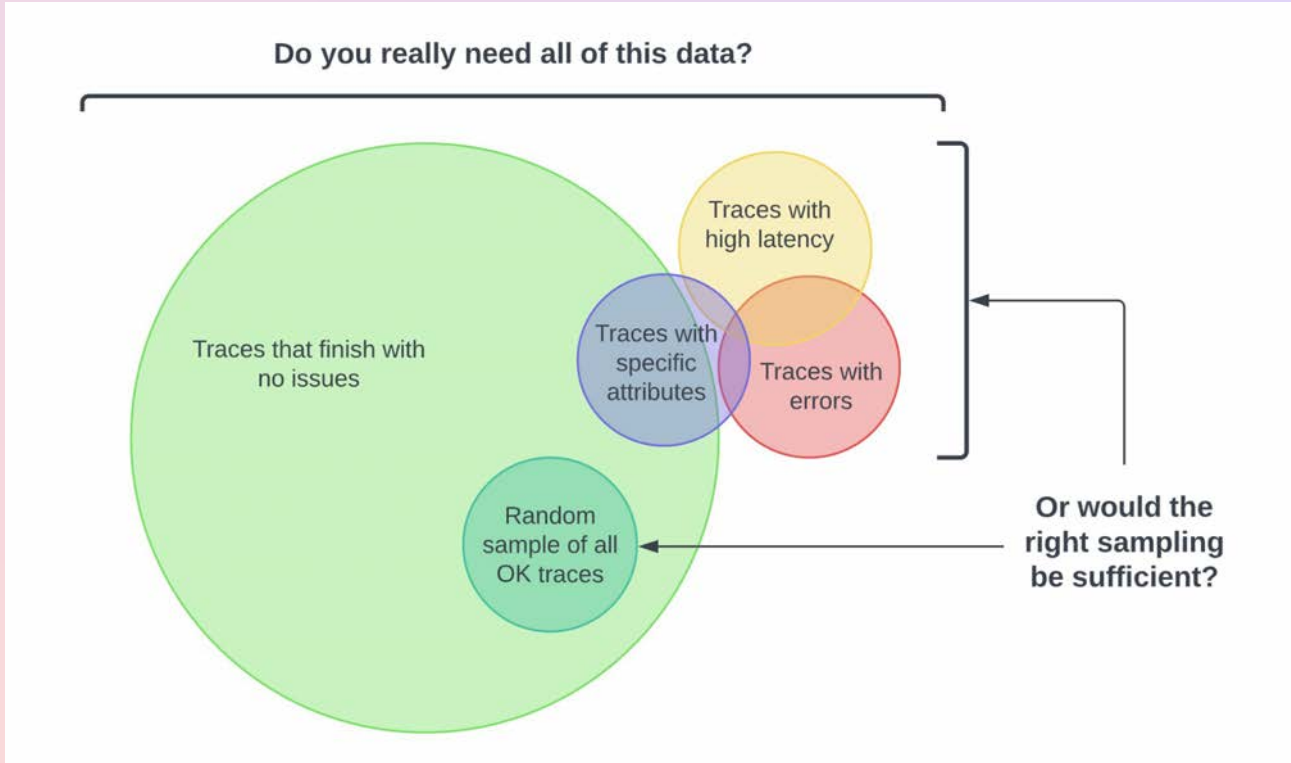 Do you really need all of this data?
Traces with
high latency
Traces with
specific
attributes
Traces that finish with
no issues
Traces with
errors
Random
sample of all
OK traces
Or would the
right sampling
be sufficient?